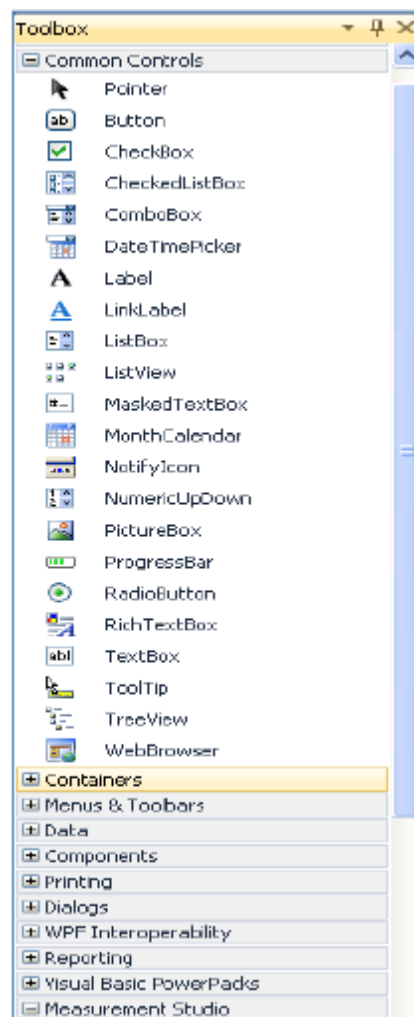 Toolbox
Common Controls
Pointer
Button
CheckBox
CheckedListBox
ComboBox
DateTimePicker
Label
LinkLabel
ListBox
ListView
MaskedTextBox
MonthCalendar
NotifyIcon
NumericUpDown
PictureBox
ProgressBar
RadioButton
RichTextBox
TextBox
ToolTip
TreeView
WebBrowser
Containers
Menus & Toolbars
Data
Components
Printing
Dialogs
WPF Interoperability
Reporting
Visual Basic PowerPacks
Measurement Studio